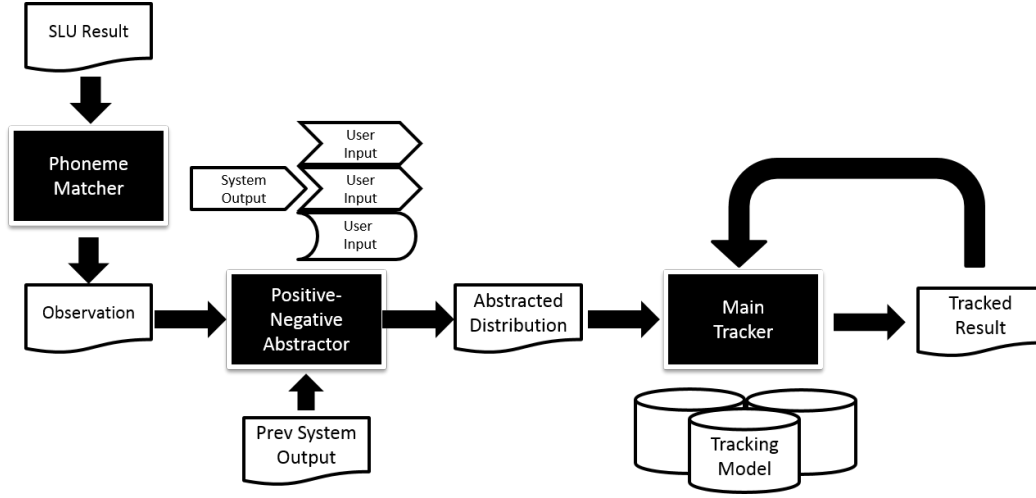 SLU Result
Phoneme
Matcher
System
Output
User
Input
User
Input
User
Input
Observation
Positive-
Negative
Abstractor
Abstracted
Distribution
Main
Tracker
Tracked
Result
Prev System
Output
Tracking
Model